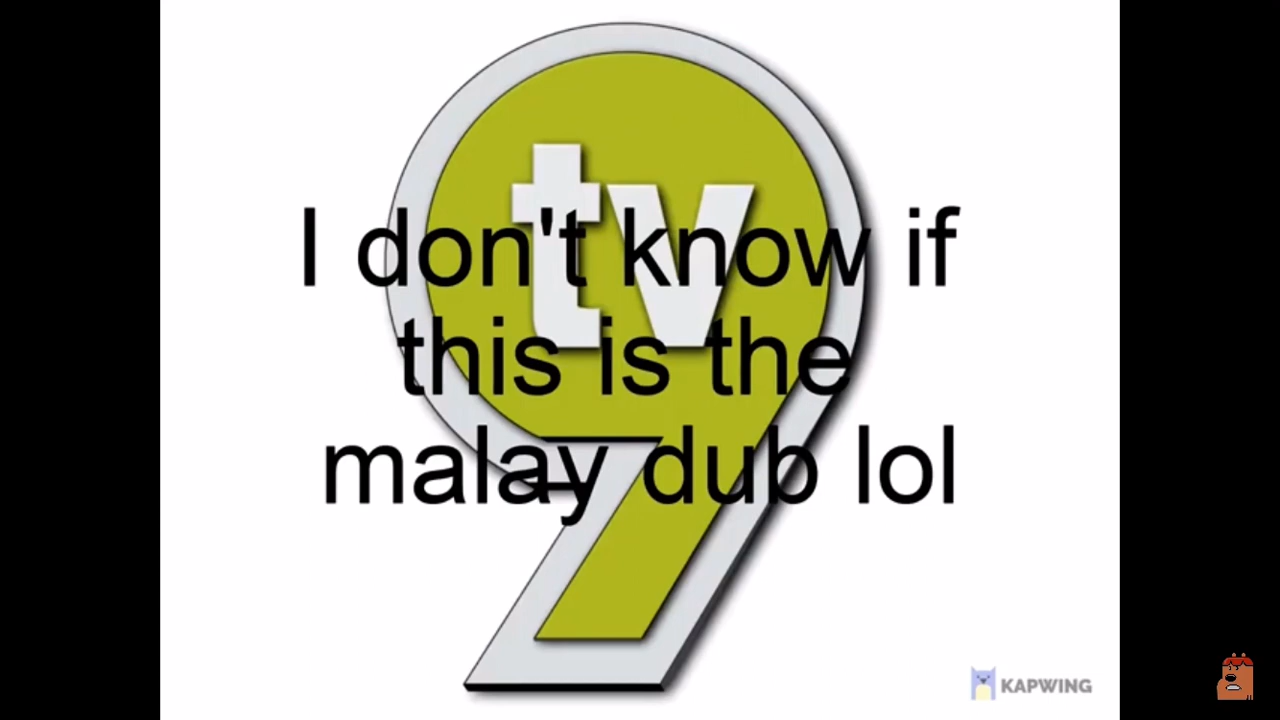 tv
I don't know if
this is the
malay dub lol
9
KAPWING